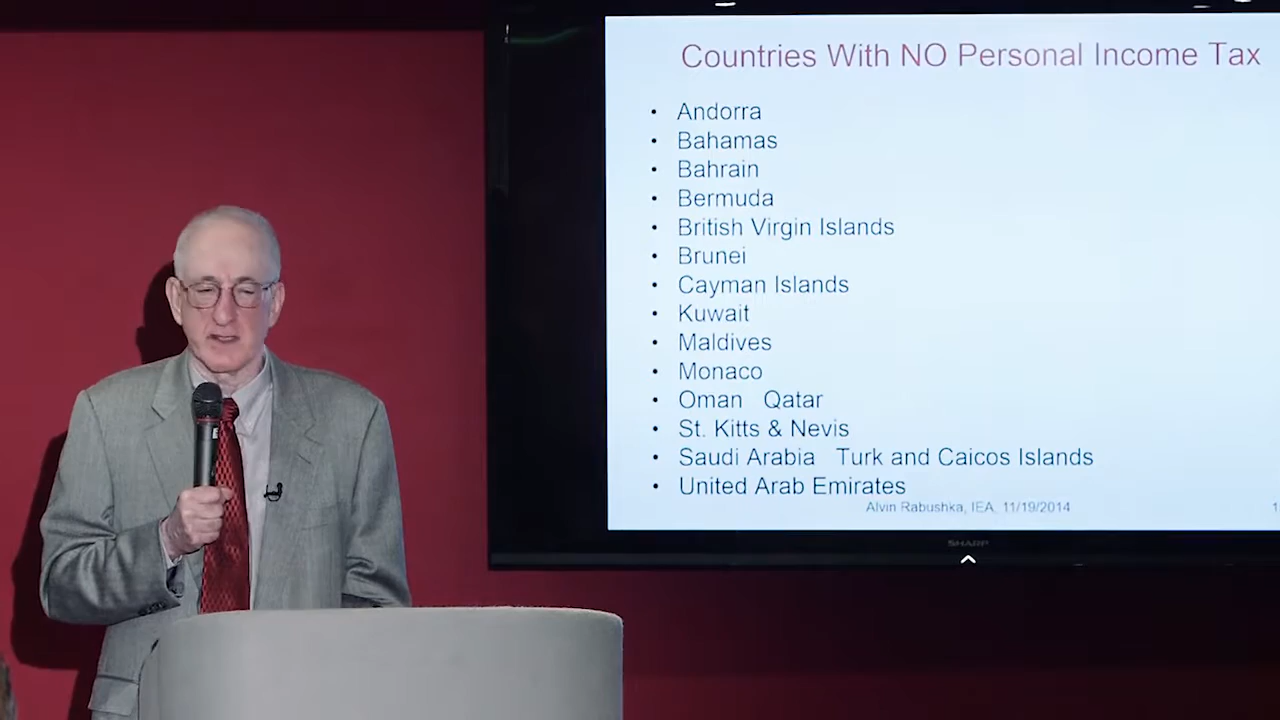 Countries With NO Personal Income Tax
• Andorra
• Bahamas
• Bahrain
• Bermuda
• British Virgin Islands
• Brunei
• Cayman Islands
• Kuwait
• Maldives
• Monaco
• Oman Qatar
• St. Kitts & Nevis
• Saudi Arabia Turk and Caicos Islands
• United Arab Emirates
Alvin Rabushka, IEA, 11/19/2014
SHARP